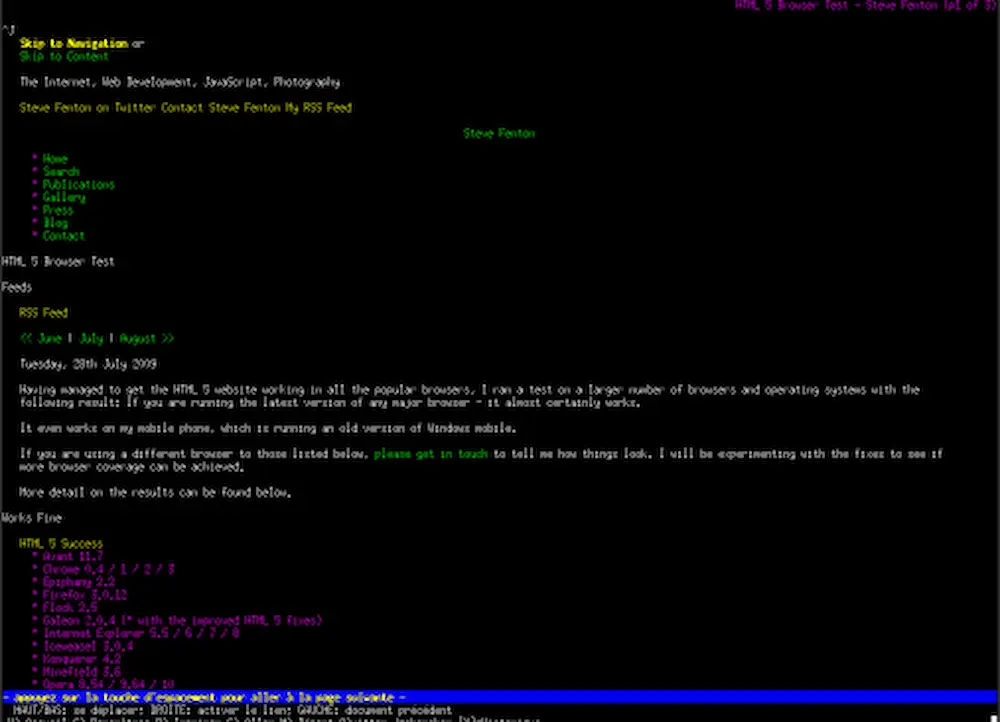 HTML 5 Browser Test - Steve Fenton (p1 of 3)
^J
Skip to Navigation or
Skip to Content
The Internet, Web Development, JavaScript, Photography
Steve Fenton on Twitter Contact Steve Fenton My RSS Feed
Steve Fenton
* Home
* Search
* Publications
* Gallery
* Press
* Blog
* Contact
HTML 5 Browser Test
Feeds
RSS Feed
<< June | July | August >>
Tuesday, 28th July 2009
Having managed to get the HTML 5 website working in all the popular browsers, I ran a test on a larger number of browsers and operating systems with the
following result: If you are running the latest version of any major browser - it almost certainly works.
It even works on my mobile phone, which is running an old version of Windows mobile.
If you are using a different browser to those listed below, please get in touch to tell me how things look. I will be experimenting with the fixes to see if
more browser coverage can be achieved.
More detail on the results can be found below.
Works Fine
HTML 5 Success
* Avant 11.7
* Chrome 0.4 / 1 / 2 / 3
* Epiphany 2.2
* Firefox 3.0.12
* Flock 2.5
* Galeon 2.0.4 (* with the improved HTML 5 fixes)
* Internet Explorer 5.5 / 6 / 7 / 8
* Iceweasel 3.0.4
* Konqueror 4.2
* Minefield 3.6
* Opera 8.54 / 9.64 / 10
- appuyez sur la touche d'espacement pour aller à la page suivante -
HAUT/BAS: se déplacer; DROITE: activer le lien; GAUCHE: document précédent